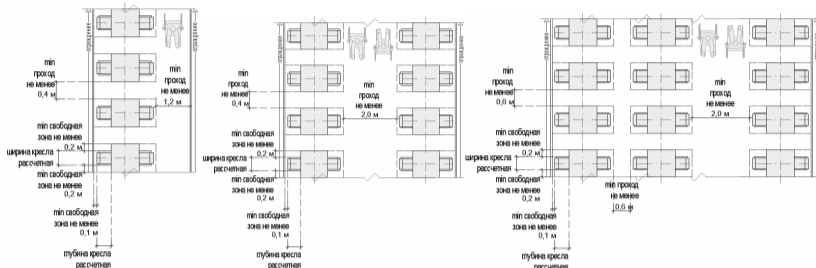 min
проход
не менее
0,4 м
min
проход
не менее
1,2 м
min свободная
зона не менее
0,2 м
ширина кресла
рассчетная
min свободная
зона не менее
0,2 м
min свободная
зона не менее
0,1 м
глубина кресла
рассчетная
min
проход
не менее
0,4 м
min
проход
не менее
2,0 м
min свободная
зона не менее
0,2 м
ширина кресла
рассчетная
min свободная
зона не менее
0,2 м
min свободная
зона не менее
0,1 м
глубина кресла
рассчетная
min
проход
не менее
0,6 м
min
проход
не менее
2,0 м
min свободная
зона не менее
0,2 м
ширина кресла
рассчетная
min свободная
зона не менее
0,2 м
min проход
не менее
0,6 м
min свободная
зона не менее
0,1 м
глубина кресла
рассчетная